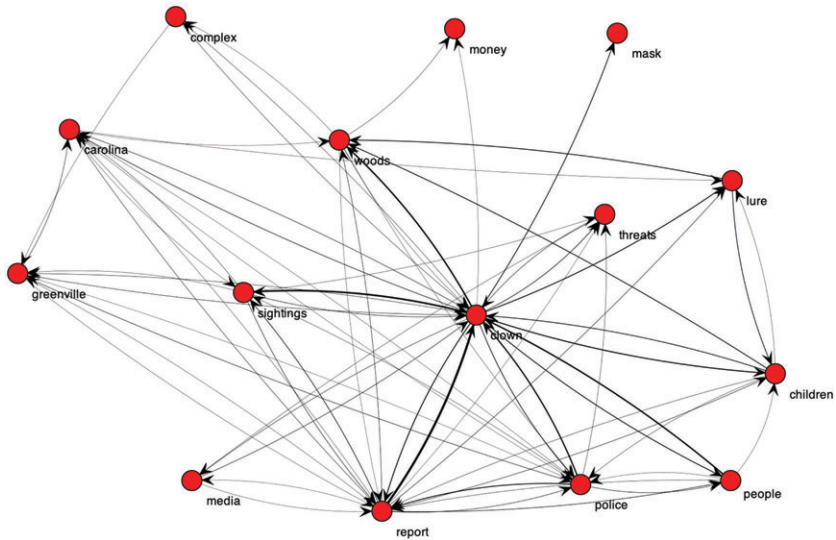 complex
money
mask
carolina
woods
lure
threats
greenville
sightings
clown
children
media
report
police
people